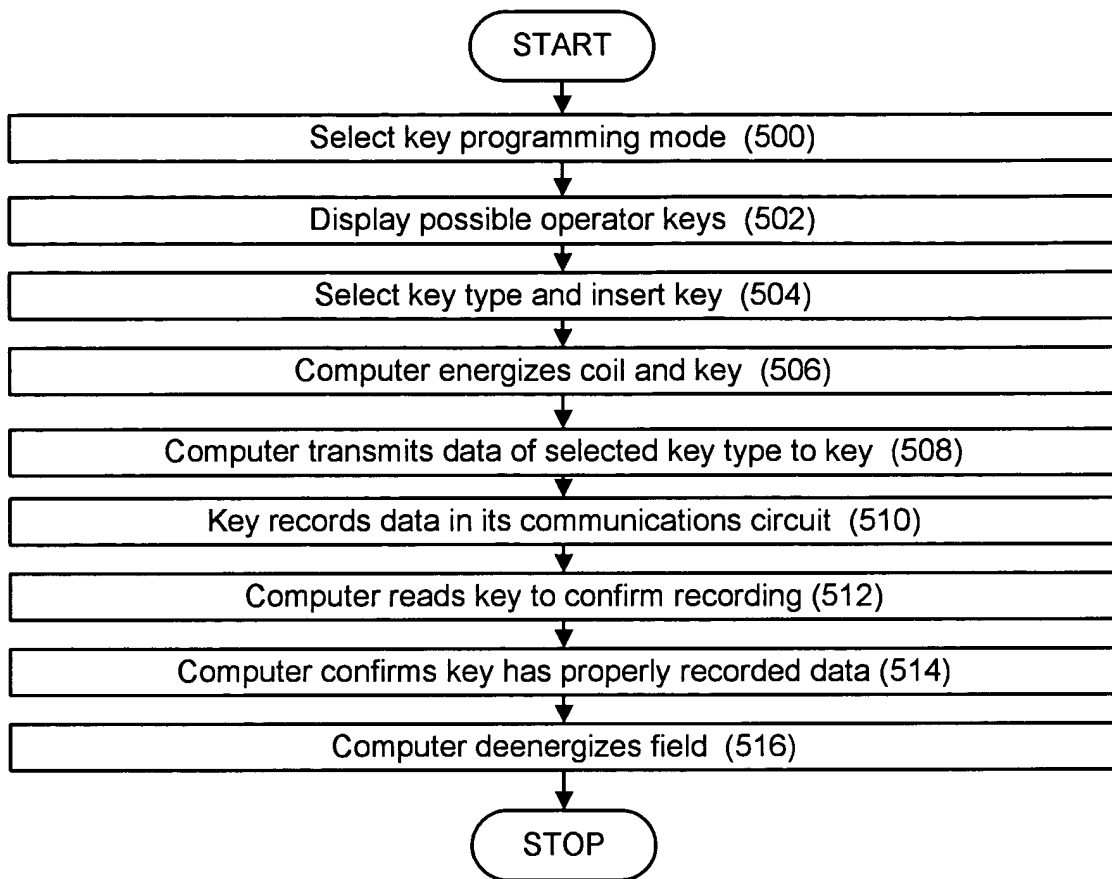 START
Select key programming mode (500)
Display possible operator keys (502)
Select key type and insert key (504)
Computer energizes coil and key (506)
Computer transmits data of selected key type to key (508)
Key records data in its communications circuit (510)
Computer reads key to confirm recording (512)
Computer confirms key has properly recorded data (514)
Computer deenergizes field (516)
STOP